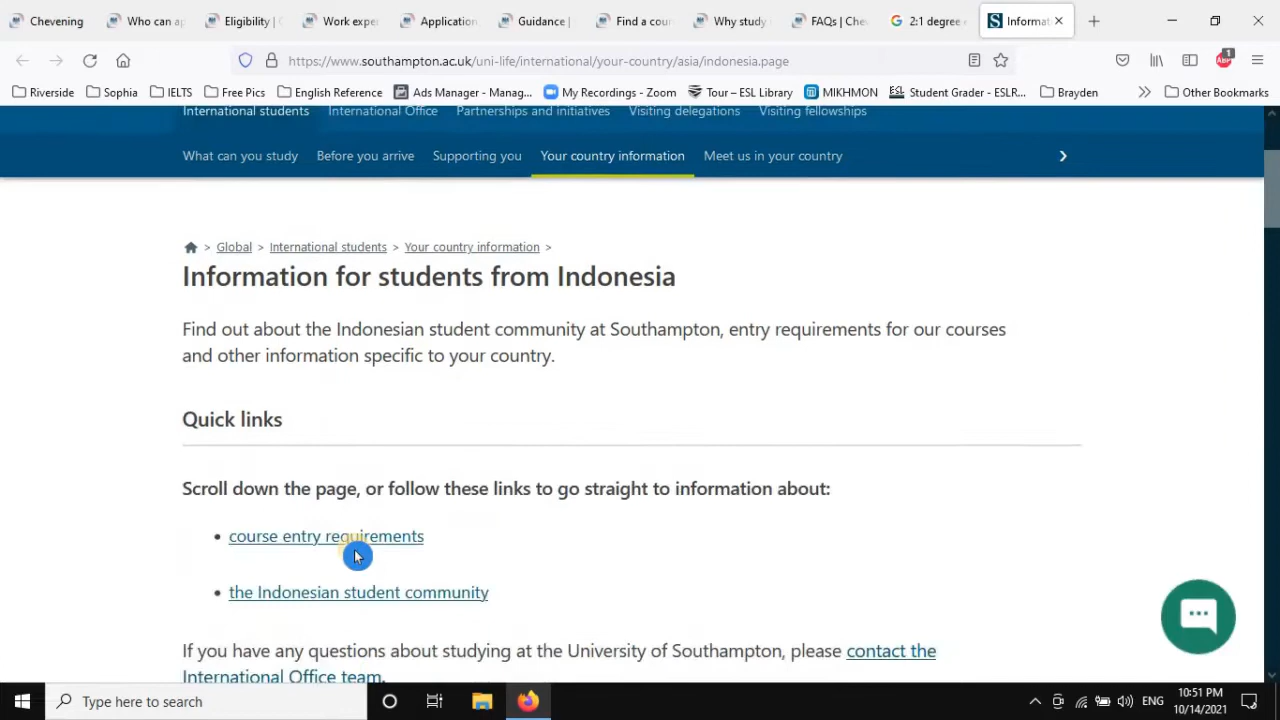 Chevening
Who can ap
Eligibility | C
Work expe
Application
Guidance |
Find a cour
Why study
FAQs | Chev
2:1 degree e
Informat
https://www.southampton.ac.uk/uni-life/international/your-country/asia/indonesia.page
1
Riverside
Sophia
IELTS
Free Pics
English Reference
Ads Manager - Manag...
My Recordings - Zoom
Tour – ESL Library
MIKHMON
Student Grader - ESLR...
Brayden
Other Bookmarks
International students
International Office
Partnerships and initiatives
Visiting delegations
Visiting fellowships
What can you study
Before you arrive
Supporting you
Your country information
Meet us in your country
> Global > International students > Your country information >
Information for students from Indonesia
Find out about the Indonesian student community at Southampton, entry requirements for our courses
and other information specific to your country.
Quick links
Scroll down the page, or follow these links to go straight to information about:
• course entry requirements
• the Indonesian student community
If you have any questions about studying at the University of Southampton, please contact the
International Office team.
Type here to search
ENG
10:51 PM
10/14/2021